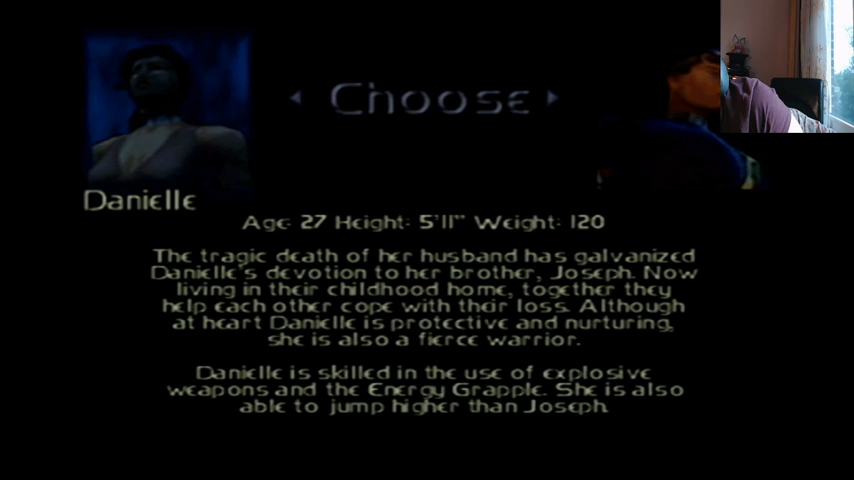 Choose
Danielle
Age: 27 Height: 5'11" Weight: 120
The tragic death of her husband has galvanized
Danielle's devotion to her brother, Joseph. Now
living in their childhood home, together they
help each other cope with their loss. Although
at heart Danielle is protective and nurturing,
she is also a fierce warrior.
Danielle is skilled in the use of explosive
weapons and the Energy Grapple. She is also
able to jump higher than Joseph.